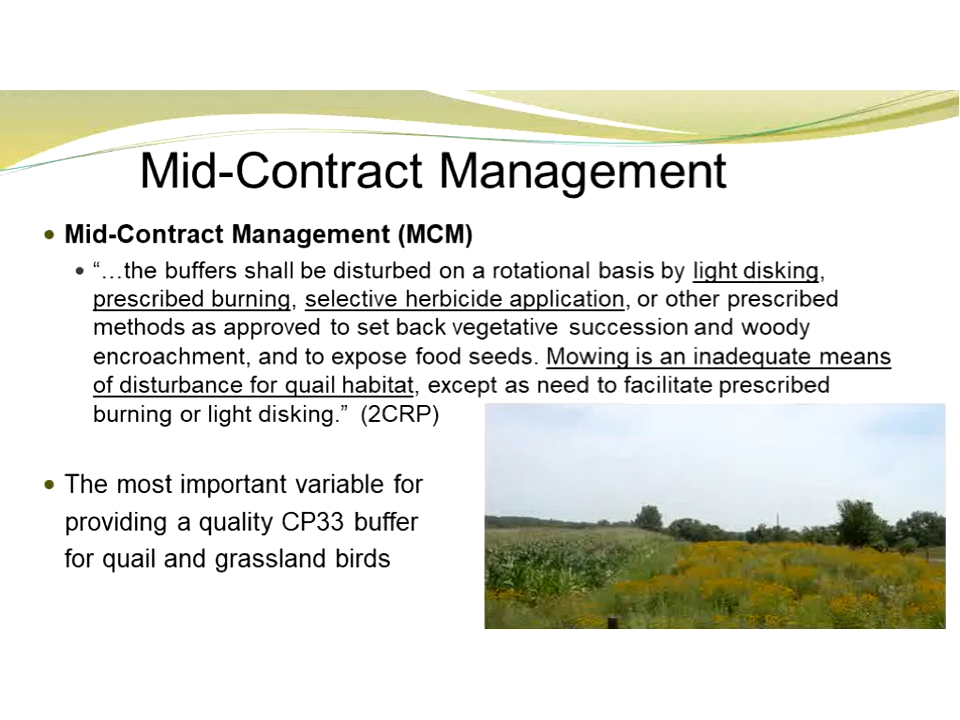 Mid-Contract Management
• Mid-Contract Management (MCM)
• “…the buffers shall be disturbed on a rotational basis by light disking,
prescribed burning, selective herbicide application, or other prescribed
methods as approved to set back vegetative succession and woody
encroachment, and to expose food seeds. Mowing is an inadequate means
of disturbance for quail habitat, except as need to facilitate prescribed
burning or light disking.” (2CRP)
• The most important variable for
providing a quality CP33 buffer
for quail and grassland birds